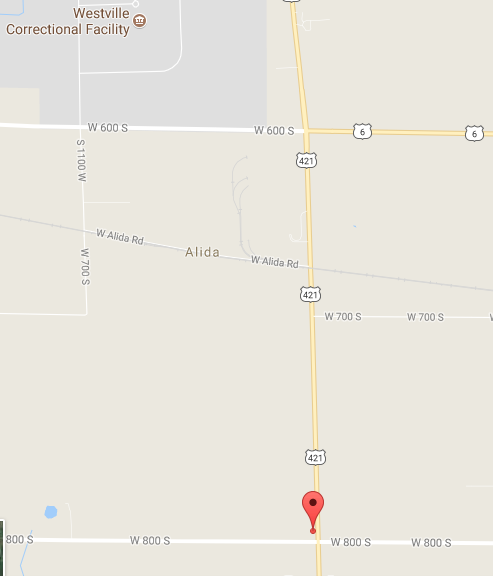 Westville
Correctional Facility
W 600 S
W 600 S
6
6
S 1100 W
421
W Alida Rd
Alida
W Alida Rd
W 700 S
421
W 700 S
W 700 S
W
421
800 S
W 800 S
W 800 S
W 800 S